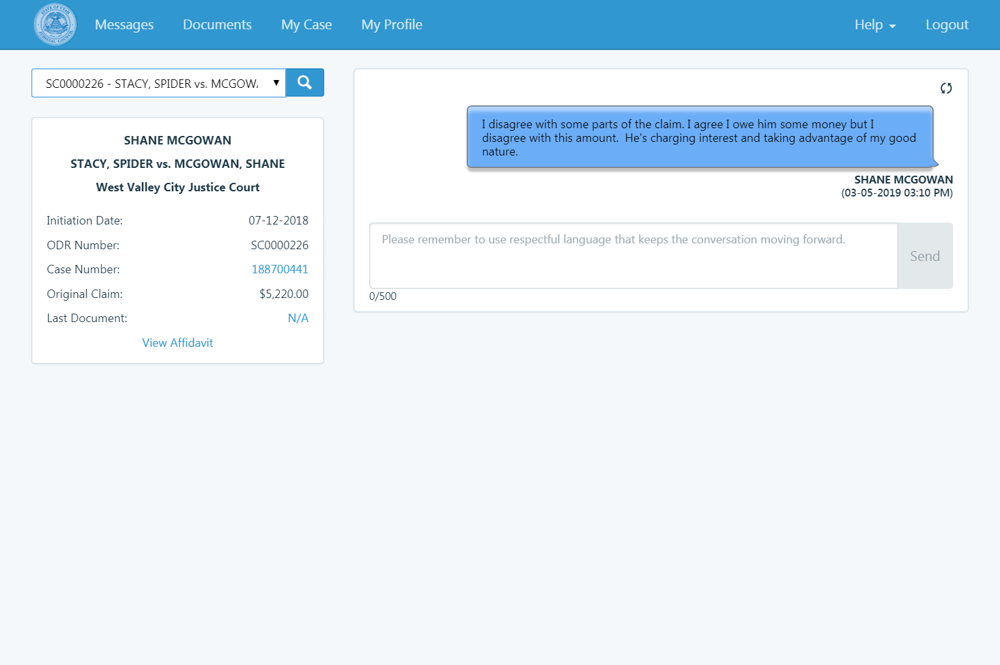 STATE OF UTAH
JUDICIAL COUNCIL
Messages
Documents
My Case
My Profile
Help
Logout
SC0000226 - STACY, SPIDER vs. MCGOW
SHANE MCGOWAN
STACY, SPIDER vs. MCGOWAN, SHANE
West Valley City Justice Court
Initiation Date: 07-12-2018
ODR Number: SC0000226
Case Number: 188700441
Original Claim: $5,220.00
Last Document: N/A
View Affidavit
I disagree with some parts of the claim. I agree I owe him some money but I
disagree with this amount.  He's charging interest and taking advantage of my good
nature.
SHANE MCGOWAN
(03-05-2019 03:10 PM)
Please remember to use respectful language that keeps the conversation moving forward.
Send
0/500